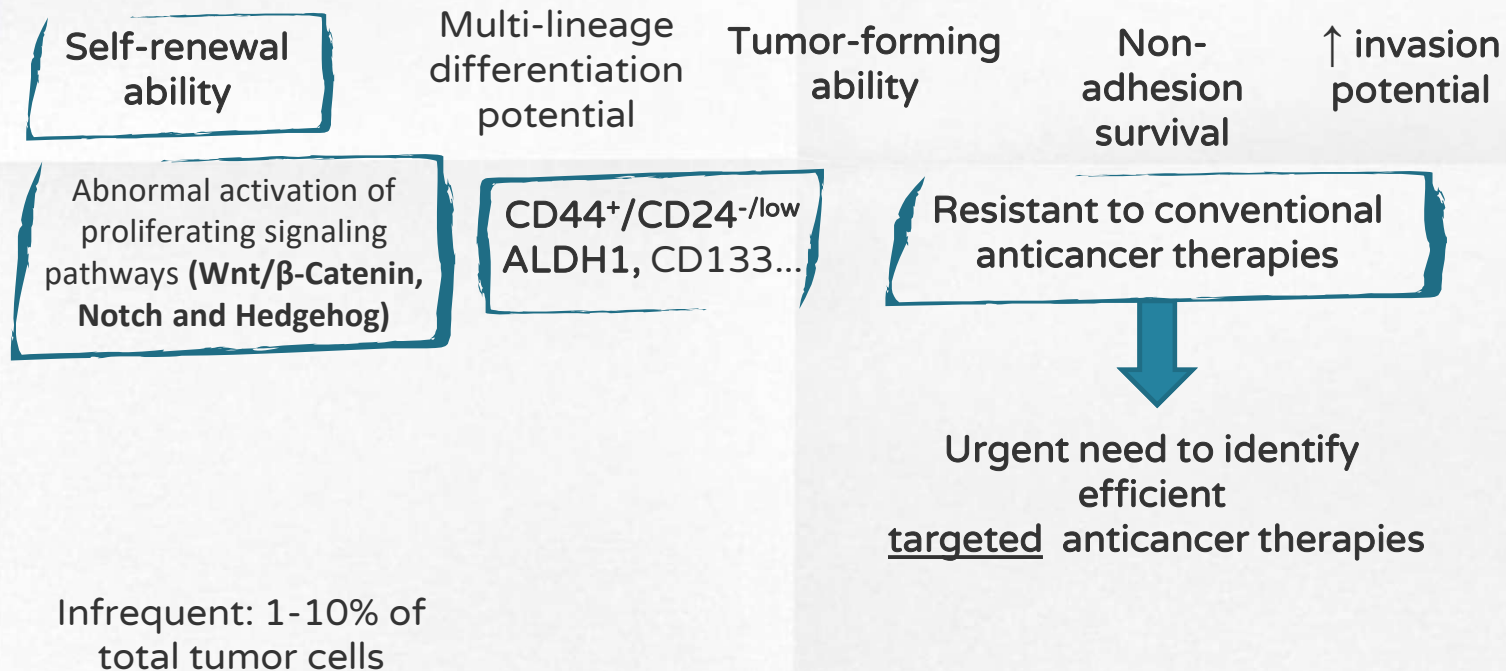 Self-renewal
ability
Multi-lineage
differentiation
potential
Tumor-forming
ability
Non-
adhesion
survival
↑ invasion
potential
Abnormal activation of
proliferating signaling
pathways (Wnt/β-Catenin,
Notch and Hedgehog)
CD44⁺/CD24⁻/ˡᵒʷ
ALDH1, CD133...
Resistant to conventional
anticancer therapies
Urgent need to identify
efficient
targeted anticancer therapies
Infrequent: 1-10% of
total tumor cells